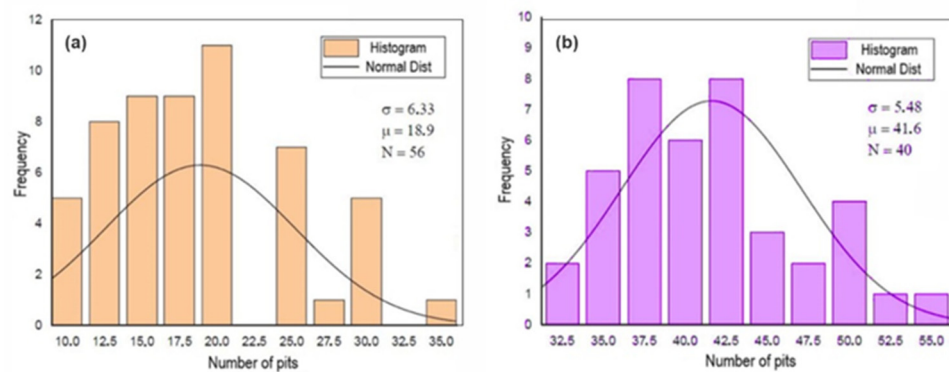 (a)
Histogram
Normal Dist
σ = 6.33
μ = 18.9
N = 56
Frequency
12
10
8
6
4
2
0
10.0 12.5 15.0 17.5 20.0 22.5 25.0 27.5 30.0 32.5 35.0
Number of pits
(b)
Histogram
Normal Dist
σ = 5.48
μ = 41.6
N = 40
Frequency
10
9
8
7
6
5
4
3
2
1
0
32.5 35.0 37.5 40.0 42.5 45.0 47.5 50.0 52.5 55.0
Number of pits